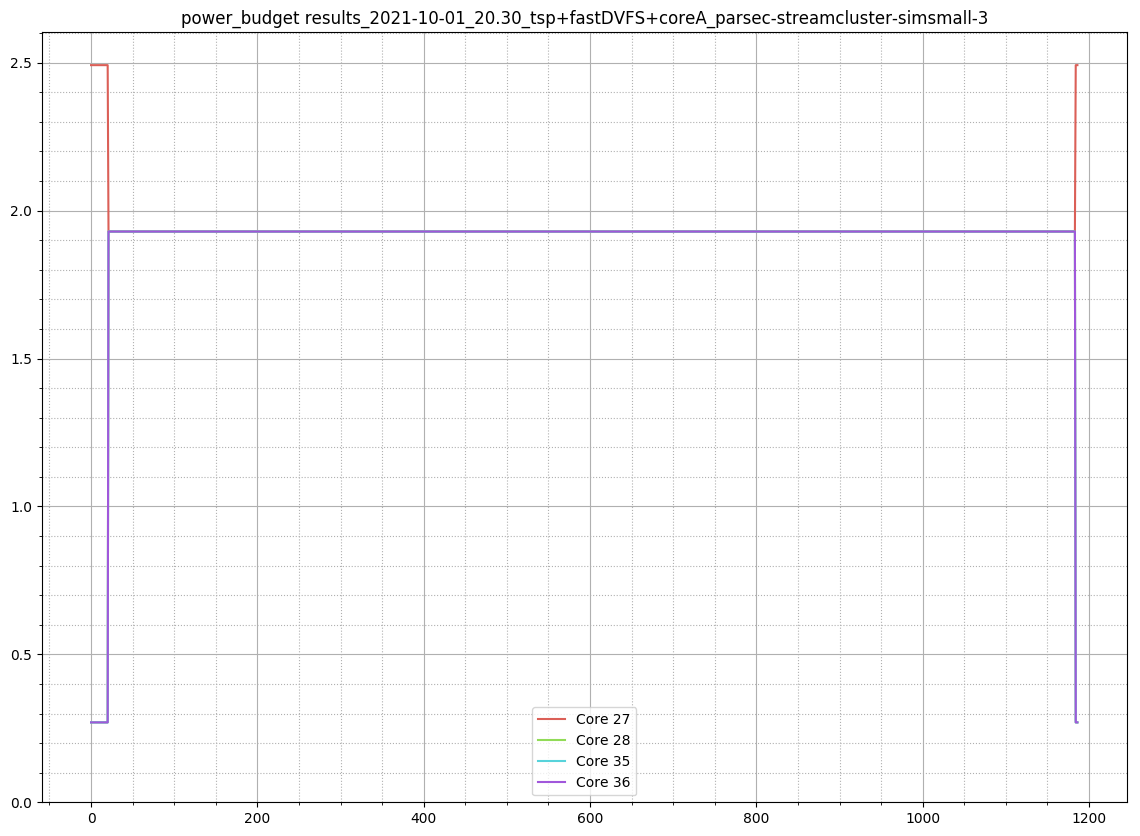 power_budget results_2021-10-01_20.30_tsp+fastDVFS+coreA_parsec-streamcluster-simsmall-3
2.5
2.0
1.5
1.0
0.5
0.0
Core 27
Core 28
Core 35
Core 36
0 200 400 600 800 1000 1200